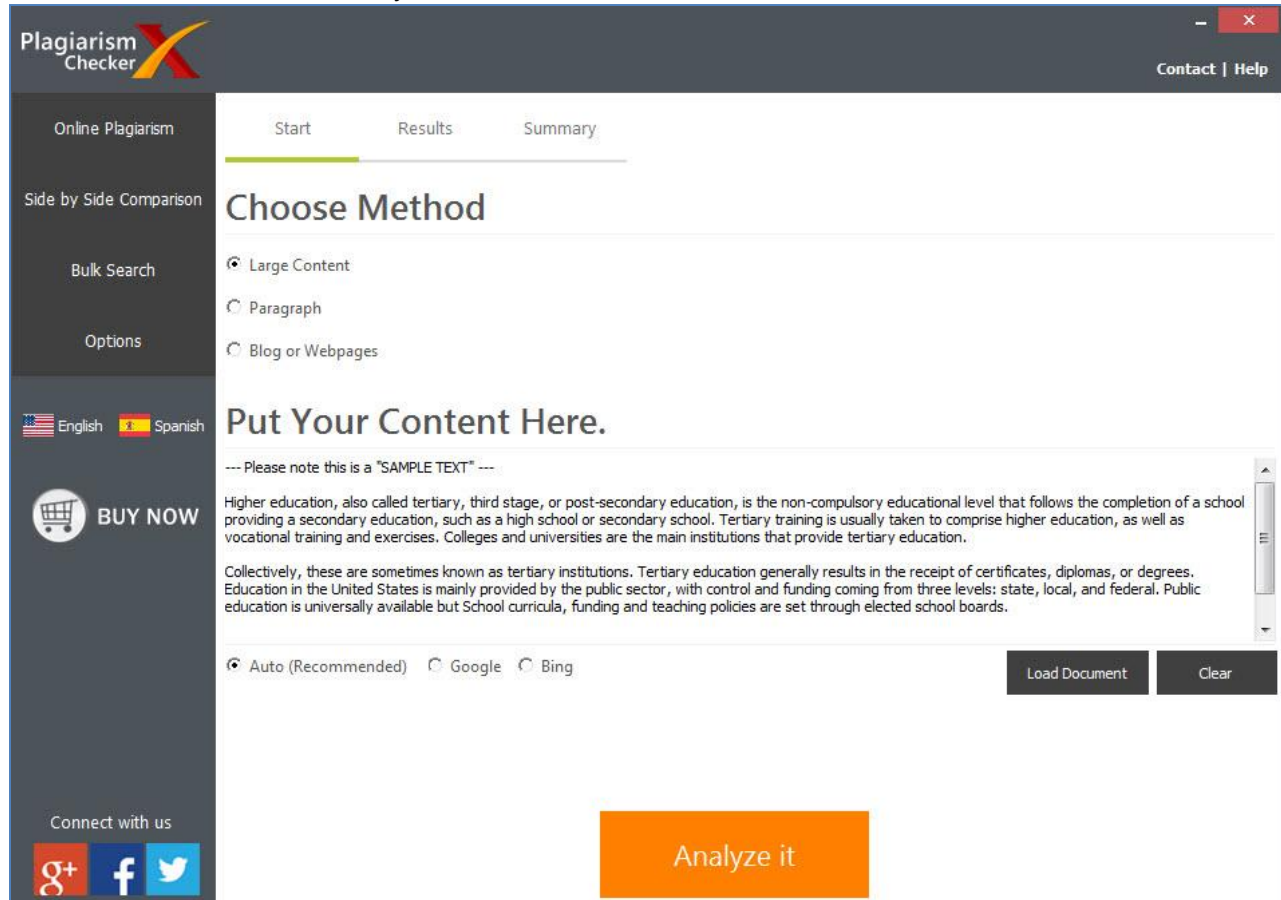 Plagiarism
Checker
Contact | Help
Online Plagiarism
Side by Side Comparison
Bulk Search
Options
English Spanish
BUY NOW
Connect with us
g+ f
Start Results Summary
Choose Method
Large Content
Paragraph
Blog or Webpages
Put Your Content Here.
--- Please note this is a "SAMPLE TEXT" ---
Higher education, also called tertiary, third stage, or post-secondary education, is the non-compulsory educational level that follows the completion of a school
providing a secondary education, such as a high school or secondary school. Tertiary training is usually taken to comprise higher education, as well as
vocational training and exercises. Colleges and universities are the main institutions that provide tertiary education.
Collectively, these are sometimes known as tertiary institutions. Tertiary education generally results in the receipt of certificates, diplomas, or degrees.
Education in the United States is mainly provided by the public sector, with control and funding coming from three levels: state, local, and federal. Public
education is universally available but School curricula, funding and teaching policies are set through elected school boards.
Auto (Recommended) Google Bing
Load Document Clear
Analyze it